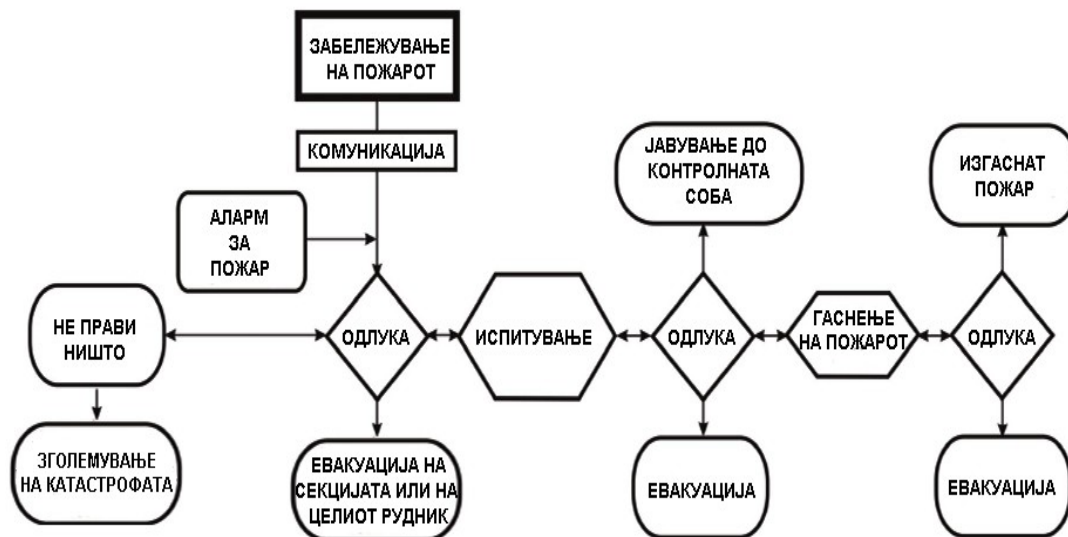 ЗАБЕЛЕЖУВАЊЕ
НА ПОЖАРОТ
КОМУНИКАЦИЈА
АЛАРМ
ЗА
ПОЖАР
ЈАВУВАЊЕ ДО
КОНТРОЛНАТА
СОБА
ИЗГАСНАТ
ПОЖАР
НЕ ПРАВИ
НИШТО
ОДЛУКА
ИСПИТУВАЊЕ
ОДЛУКА
ГАСНЕЊЕ
НА ПОЖАРОТ
ОДЛУКА
ЗГОЛЕМУВАЊЕ
НА КАТАСТРОФАТА
ЕВАКУАЦИЈА НА
СЕКЦИЈАТА ИЛИ НА
ЦЕЛИОТ РУДНИК
ЕВАКУАЦИЈА
ЕВАКУАЦИЈА